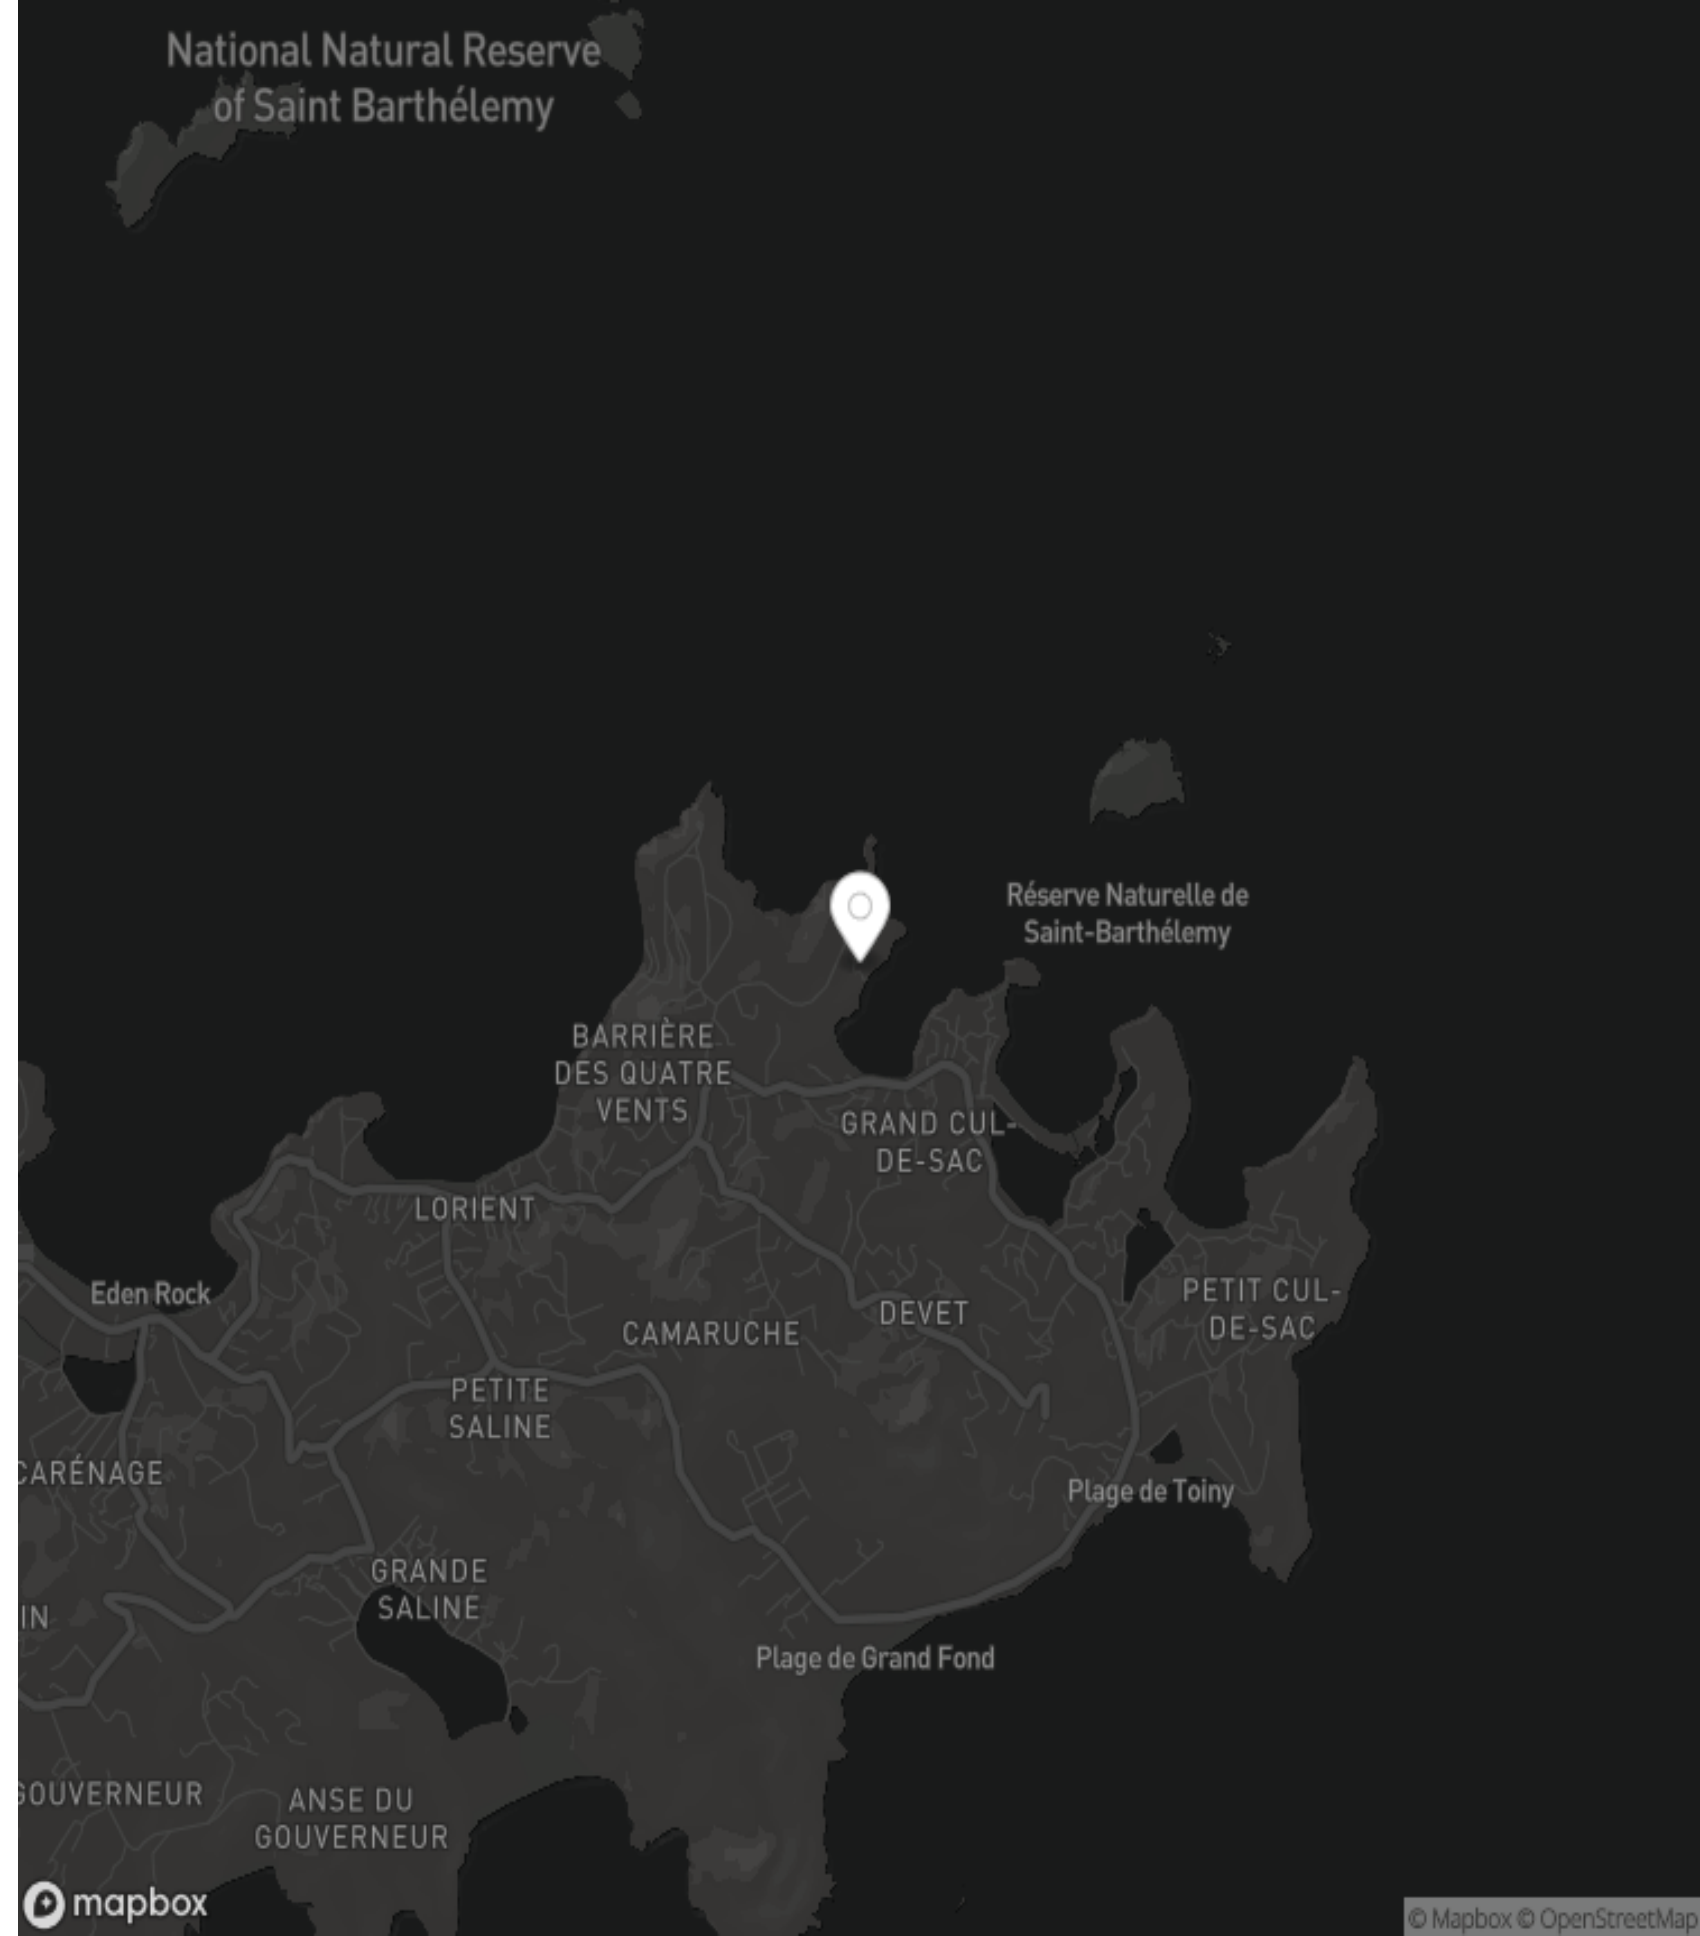 National Natural Reserve
of Saint Barthélemy
Réserve Naturelle de
Saint-Barthélemy
BARRIÈRE
DES QUATRE
VENTS
GRAND CUL-
DE-SAC
LORIENT
Eden Rock
PETIT CUL-
DE-SAC
DEVET
CAMARUCHE
PETITE
SALINE
CARÉNAGE
Plage de Toiny
GRANDE
SALINE
IN
Plage de Grand Fond
GOUVERNEUR
ANSE DU
GOUVERNEUR
mapbox
© Mapbox © OpenStreetMap